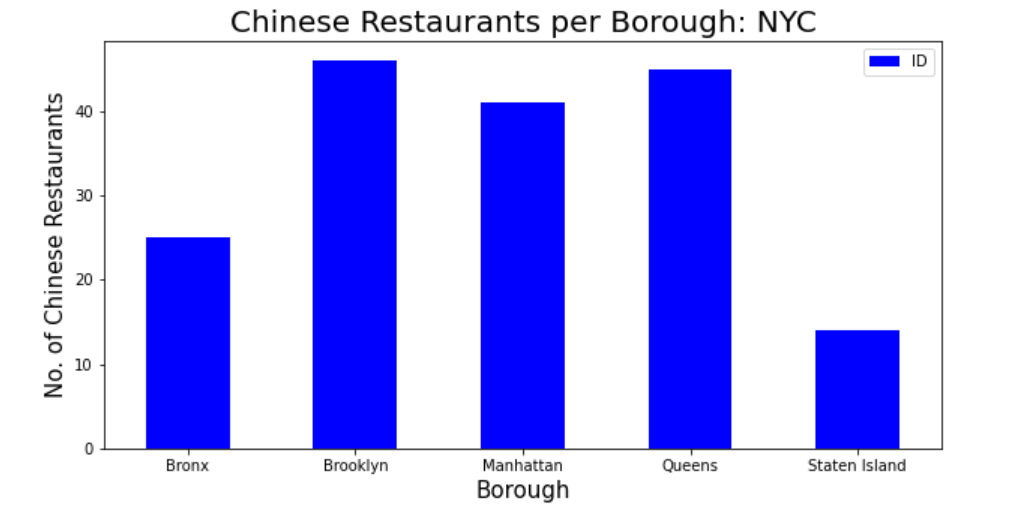 Chinese Restaurants per Borough: NYC
ID
No. of Chinese Restaurants
40
30
20
10
0
Bronx Brooklyn Manhattan Queens Staten Island
Borough